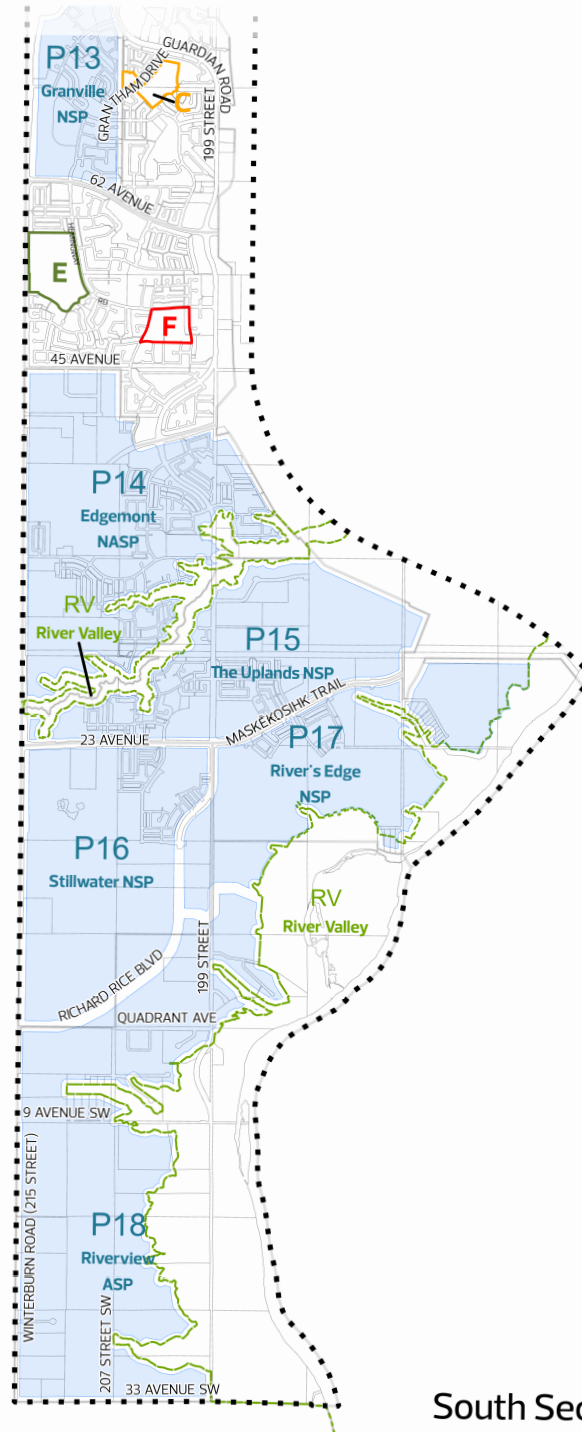 P13
Granville
NSP
GUARDIAN ROAD
GRANTHAM DRIVE
C
199 STREET
62 AVENUE
HEMINGWAY
RD
E
F
45 AVENUE
P14
Edgemont
NASP
RV
River Valley
P15
The Uplands NSP
MASKÊKOSIHK TRAIL
23 AVENUE
P17
River's Edge
NSP
P16
Stillwater NSP
RV
River Valley
199 STREET
RICHARD RICE BLVD
QUADRANT AVE
9 AVENUE SW
WINTERBURN ROAD (215 STREET)
P18
Riverview
ASP
207 STREET SW
33 AVENUE SW
South Sec